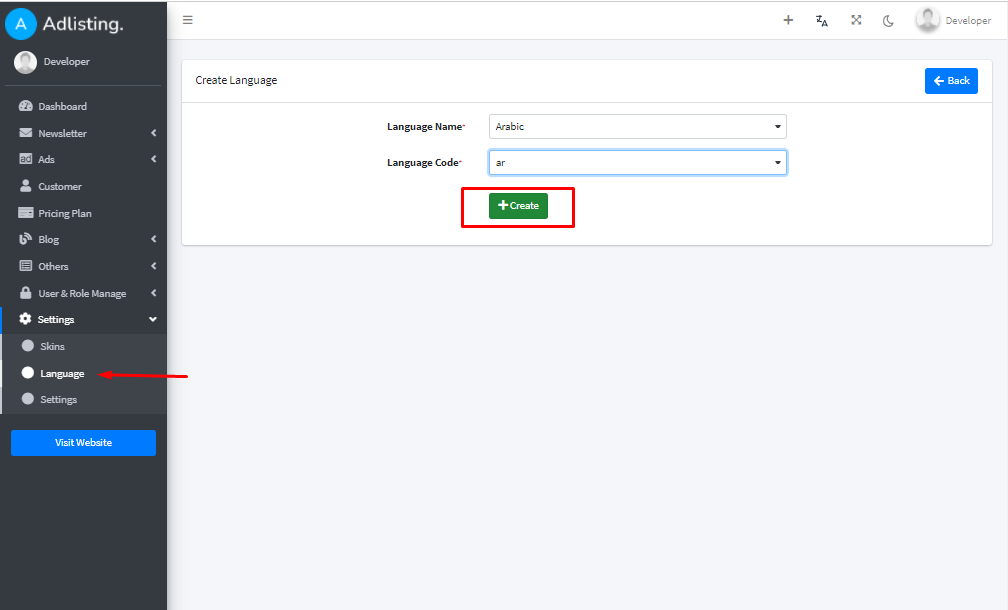 A Adlisting.
Developer
Developer
Dashboard
Newsletter
Ads
Customer
Pricing Plan
Blog
Others
User & Role Manage
Settings
Skins
Language
Settings
Visit Website
Create Language
Back
Language Name*
Arabic
Language Code*
ar
Create